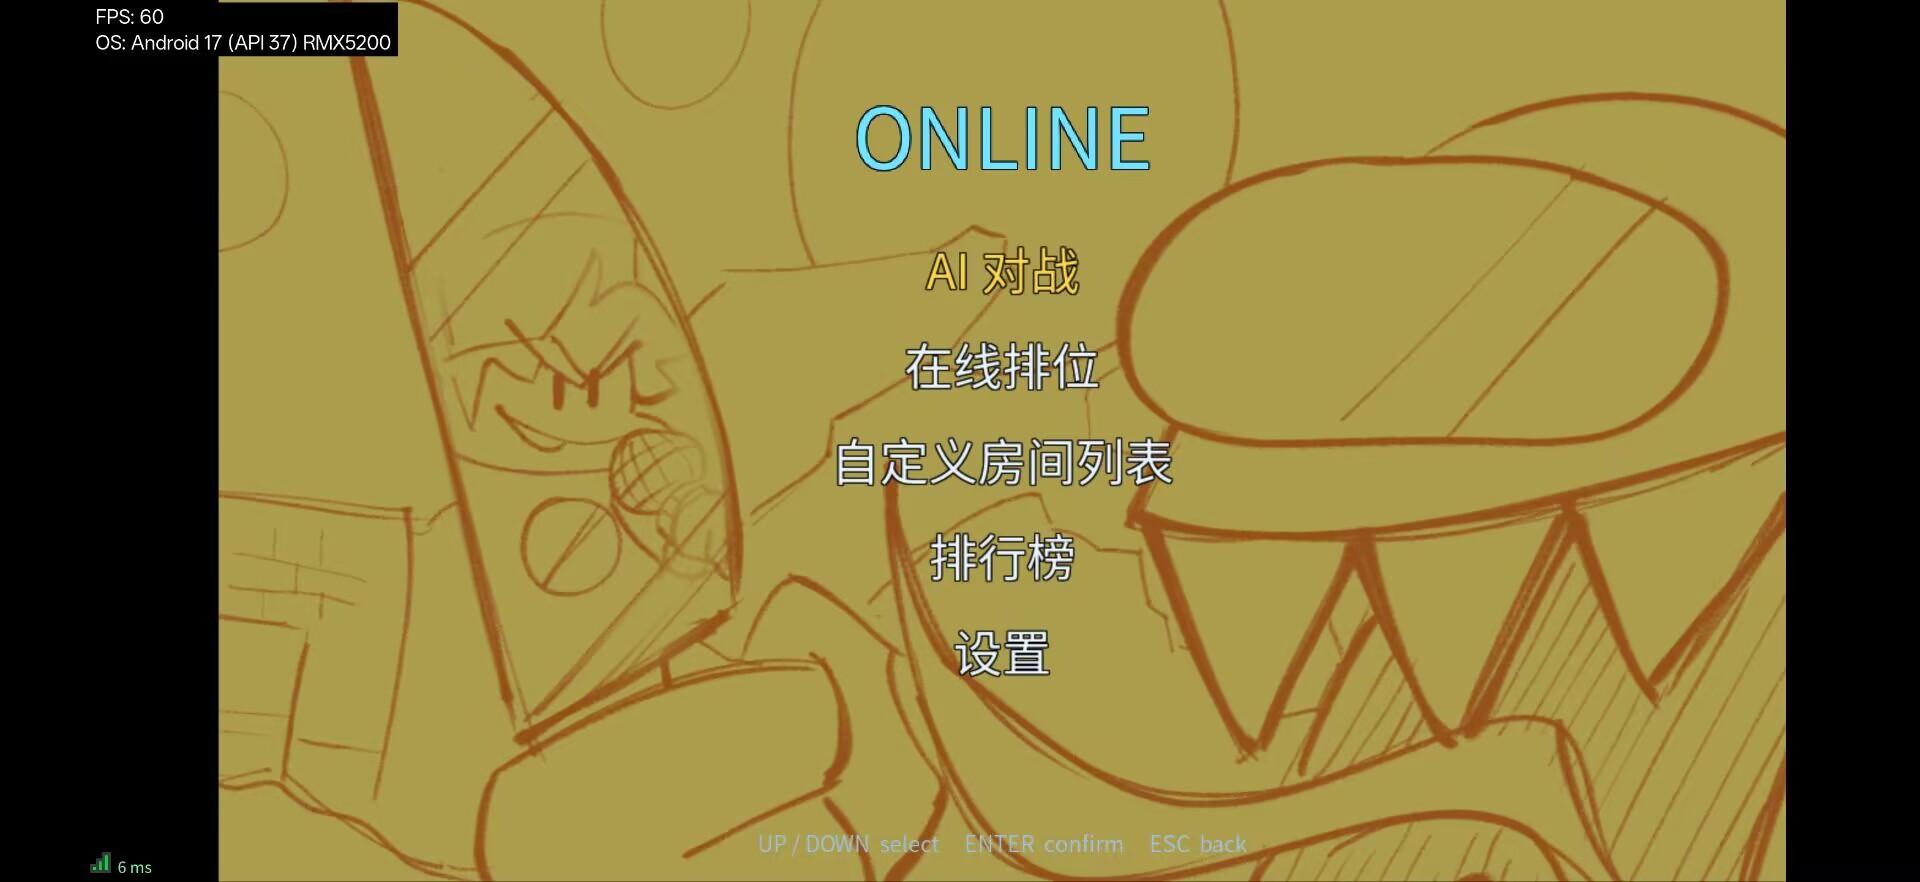 FPS: 60
OS: Android 17 (API 37) RMX5200
ONLINE
AI 对战
在线排位
自定义房间列表
排行榜
设置
UP / DOWN select ENTER confirm ESC back
6 ms